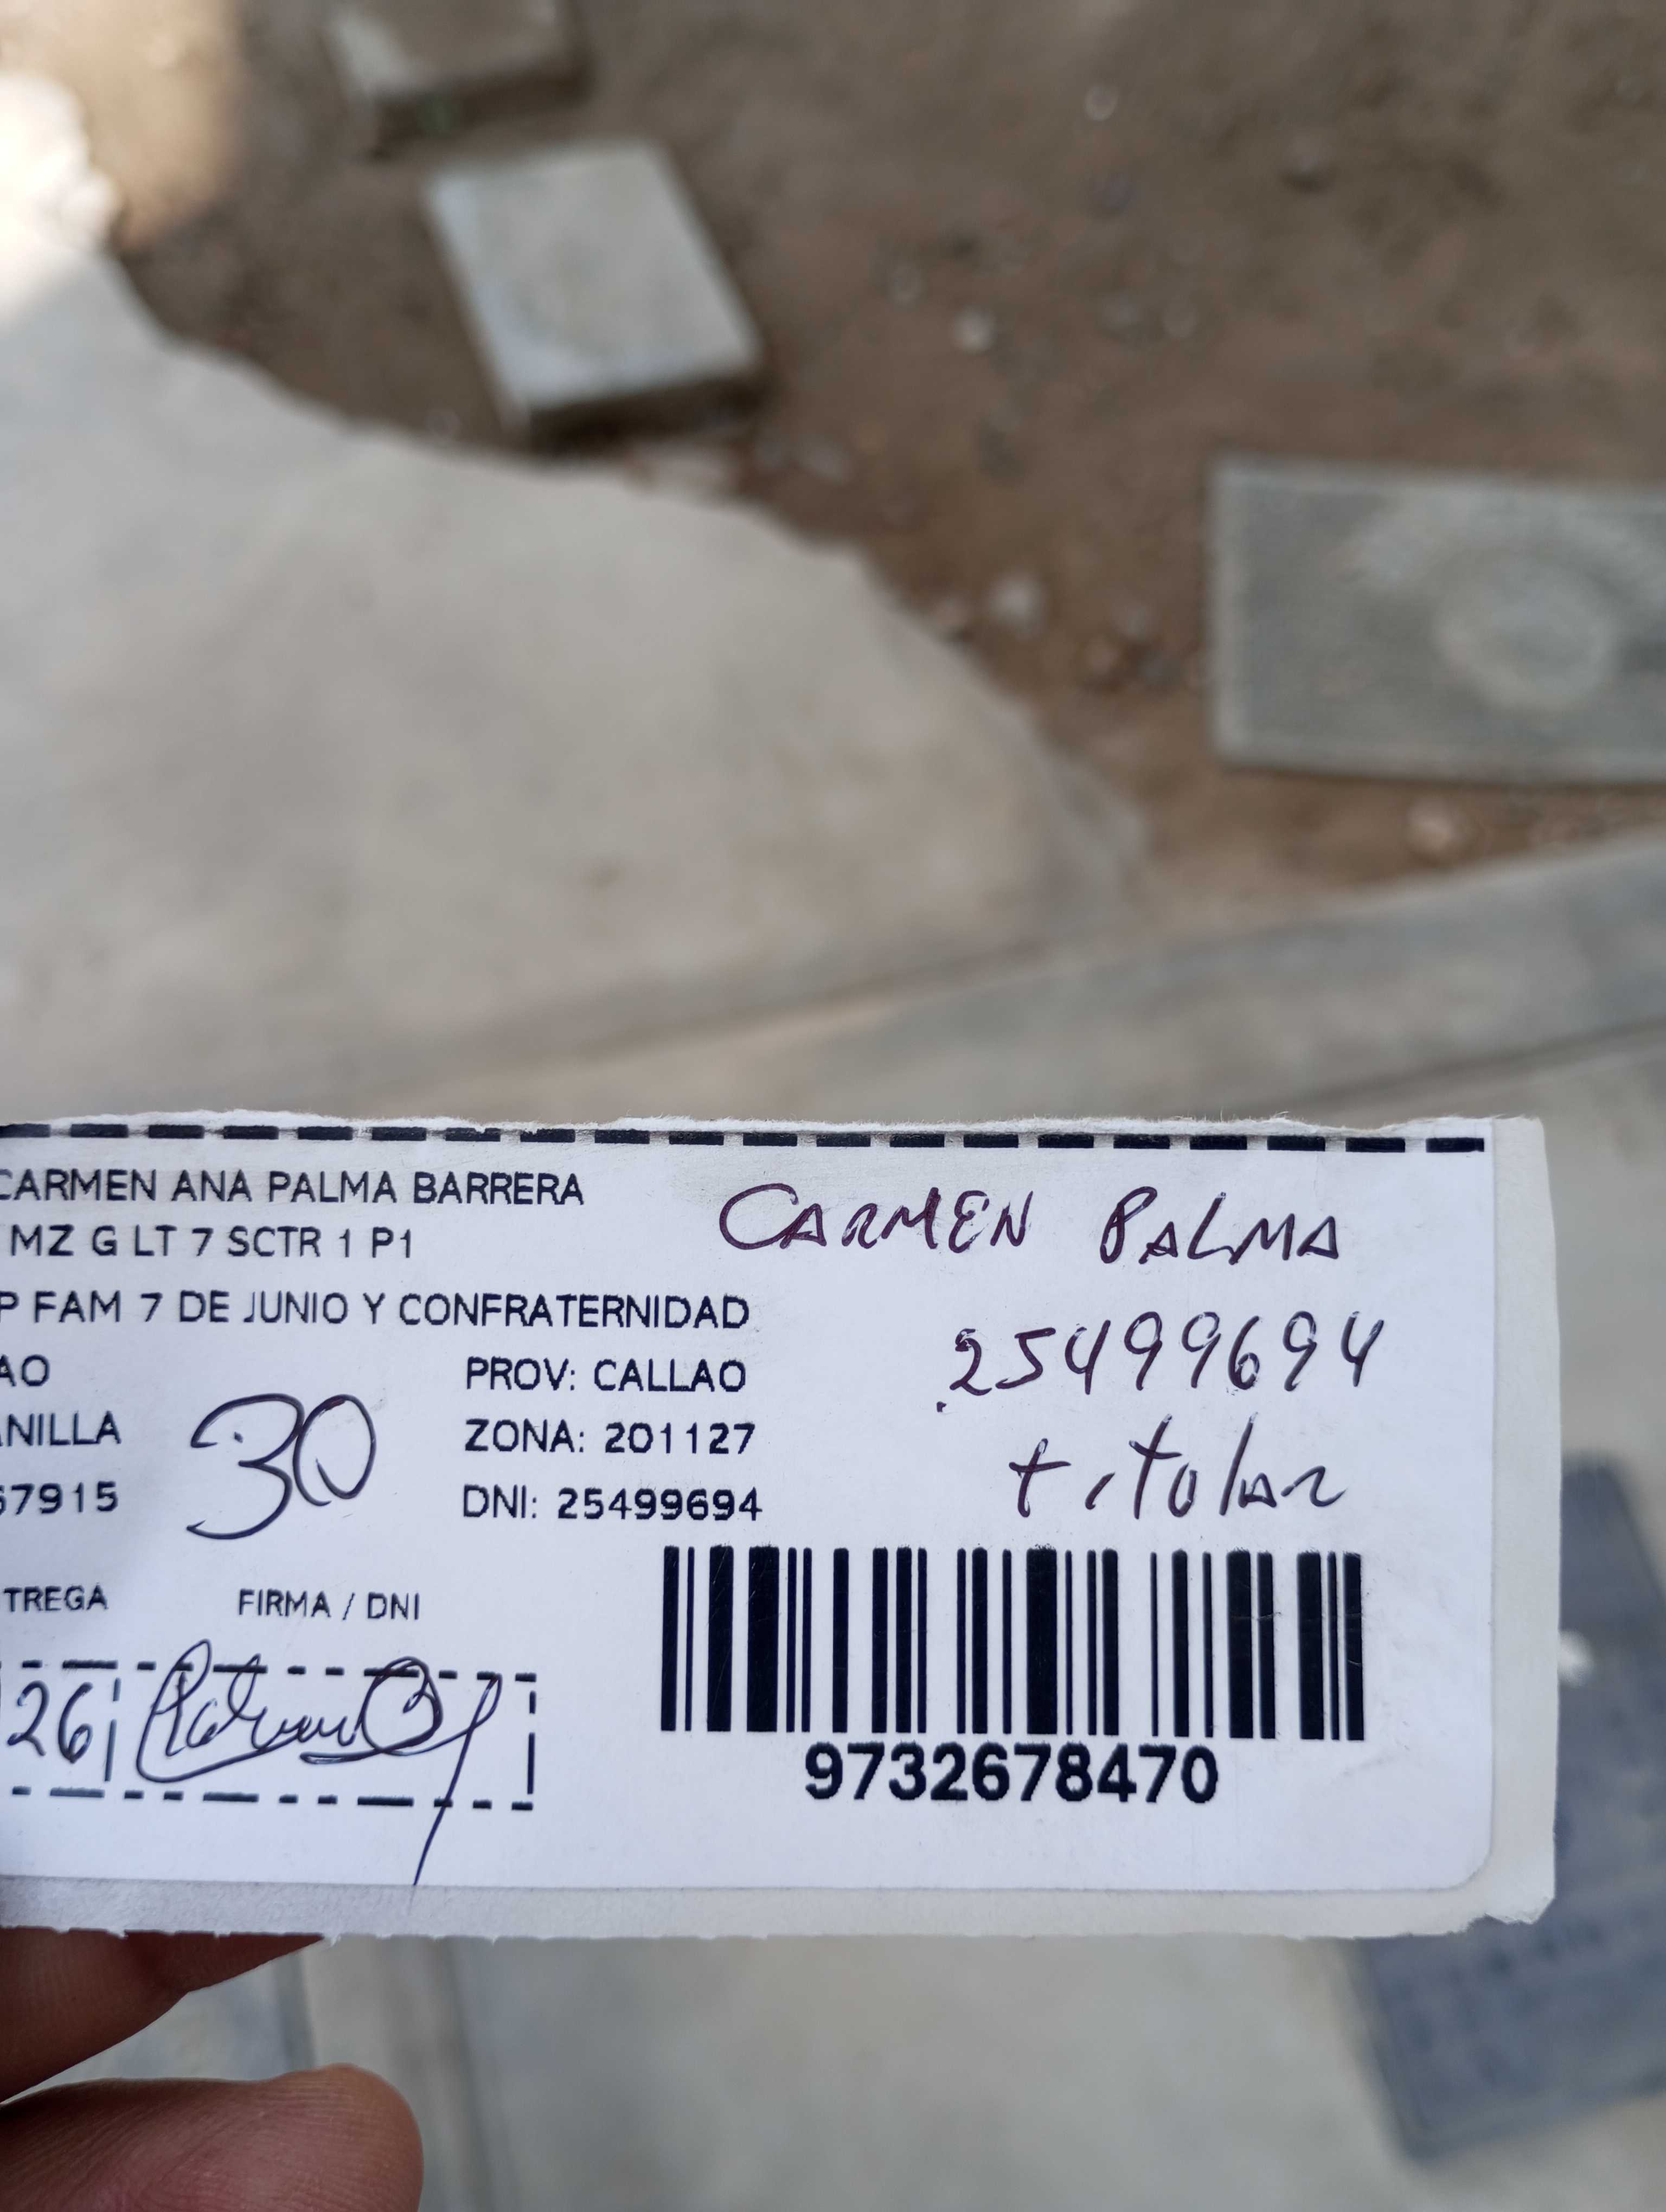 CARMEN ANA PALMA BARRERA
CARMEN PALMA
MZ G LT 7 SCTR 1 P1
P FAM 7 DE JUNIO Y CONFRATERNIDAD
25499694
AO
PROV: CALLAO
ANILLA
30
ZONA: 201127
titular
67915
DNI: 25499694
TREGA
FIRMA / DNI
26
9732678470